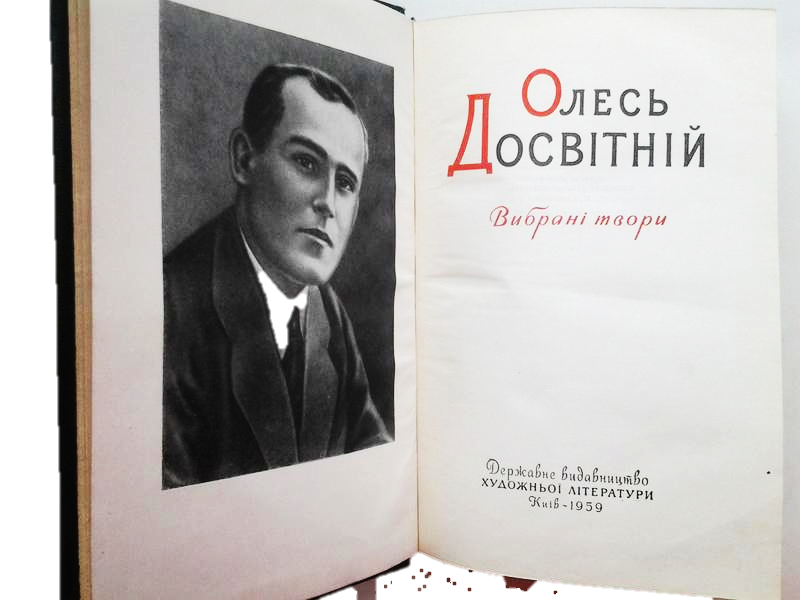 Олесь
Досвітній
Вибрані твори
Державне видавництво
ХУДОЖНЬОЇ ЛІТЕРАТУРИ
Київ - 1959